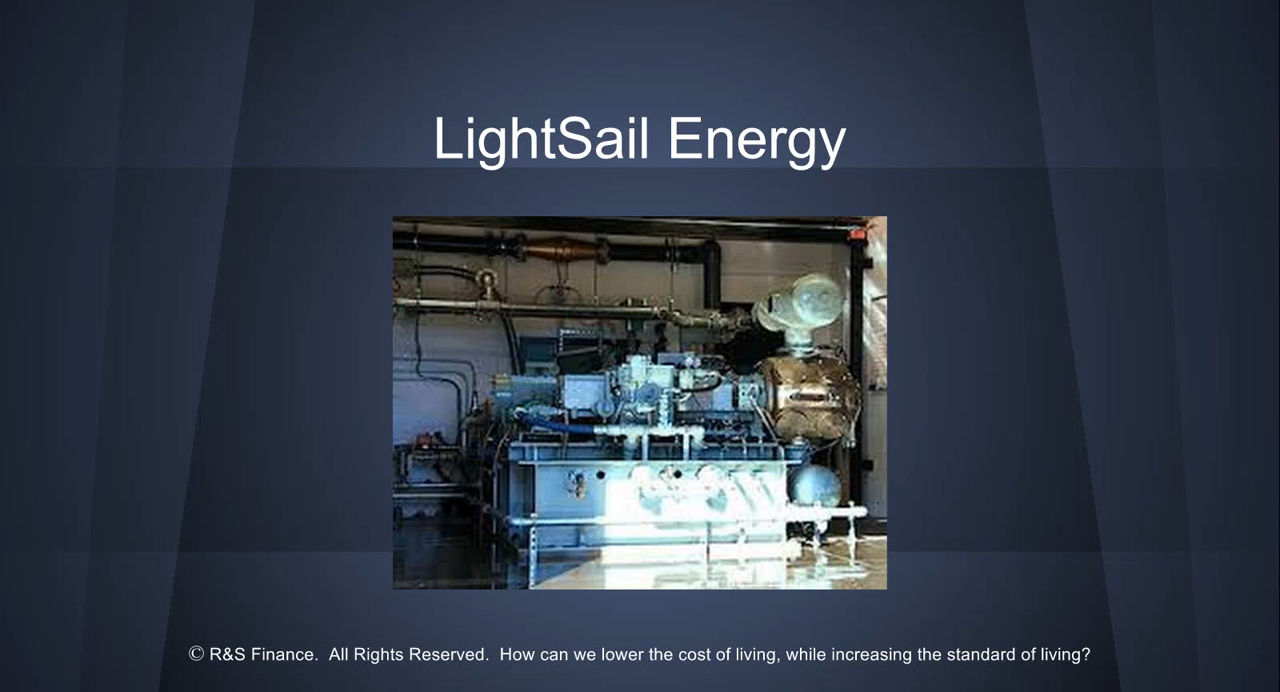 LightSail Energy
© R&S Finance.  All Rights Reserved.  How can we lower the cost of living, while increasing the standard of living?